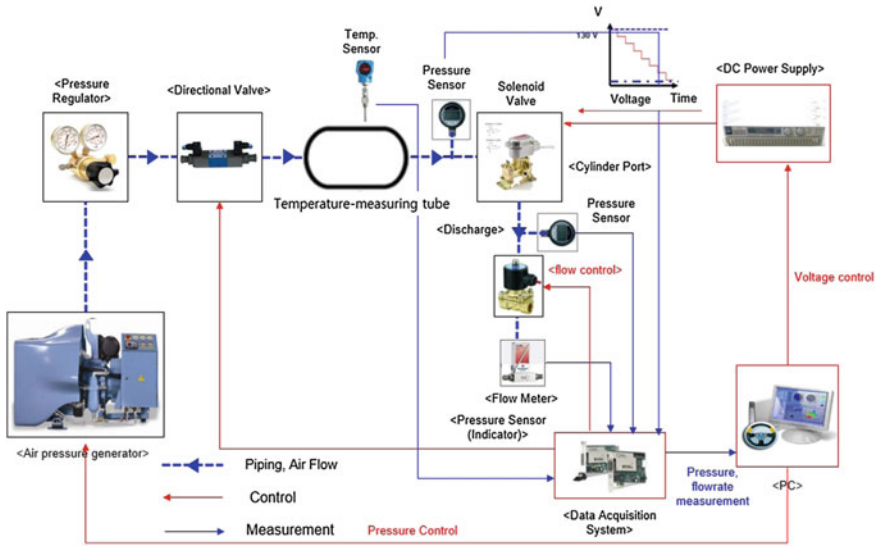 V
130 V
Voltage
Time
Temp.
Sensor
Pressure
Sensor
Solenoid
Valve
<DC Power Supply>
<Pressure
Regulator>
<Directional Valve>
<Cylinder Port>
Temperature-measuring tube
Pressure
Sensor
<Discharge>
<flow control>
Voltage control
<Flow Meter>
<Pressure Sensor
(Indicator)>
<Air pressure generator>
Piping, Air Flow
Control
Measurement
Pressure Control
<Data Acquisition
System>
Pressure,
flowrate
measurement
<PC>